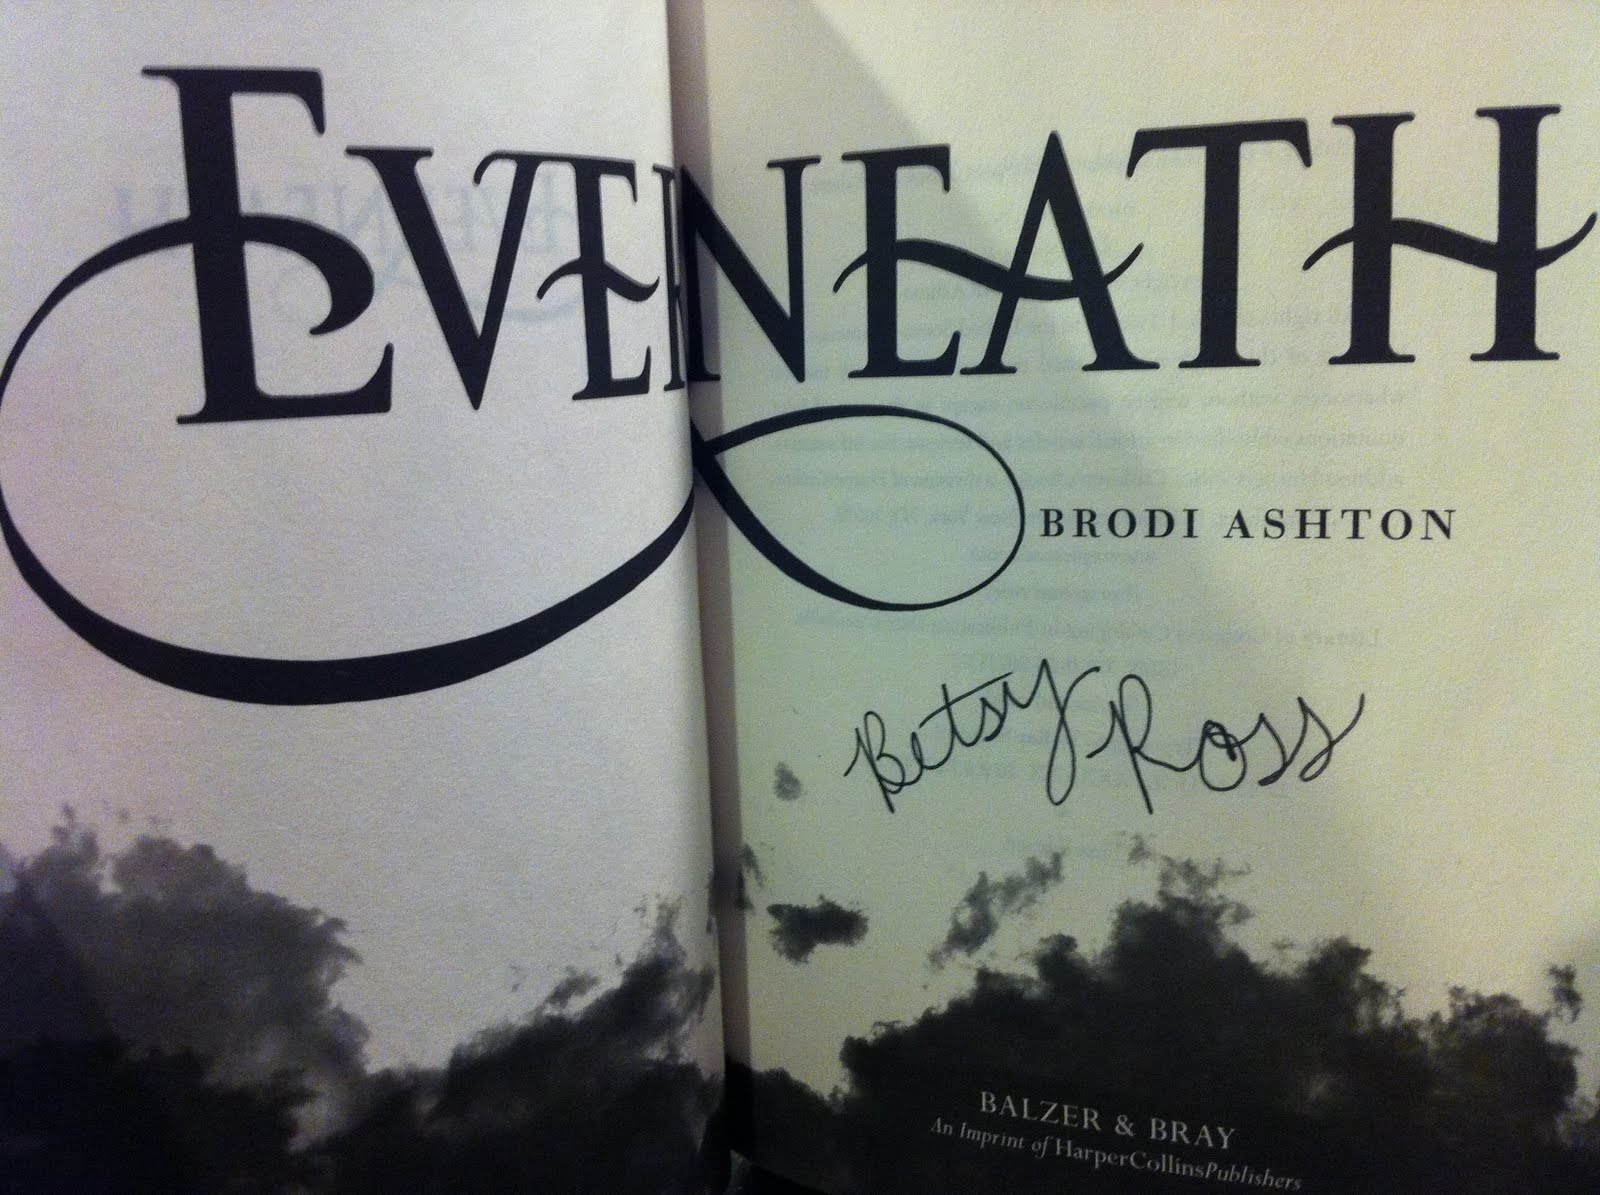 EVERNEATH
BRODI ASHTON
Betsy Ross
BALZER & BRAY
An Imprint of HarperCollinsPublishers